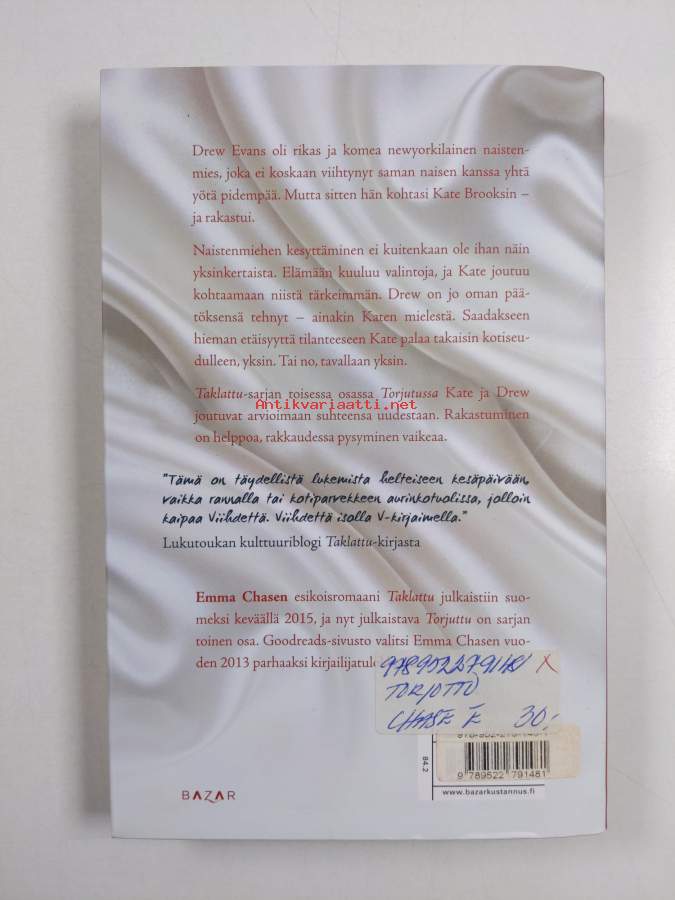 Drew Evans oli rikas ja komea newyorkilainen naisten-
mies, joka ei koskaan viihtynyt saman naisen kanssa yhtä
yötä pidempää. Mutta sitten hän kohtasi Kate Brooksin –
ja rakastui.
Naistenmiehen kesyttäminen ei kuitenkaan ole ihan näin
yksinkertaista. Elämään kuuluu valintoja, ja Kate joutuu
kohtaamaan niistä tärkeimmän. Drew on jo oman pää-
töksensä tehnyt – ainakin Katen mielestä. Saadakseen
hieman etäisyyttä tilanteeseen Kate palaa takaisin kotiseu-
dulleen, yksin. Tai no, tavallaan yksin.
Taklattu-sarjan toisessa osassa Torjutussa Kate ja Drew
Antikvariaatti.net
joutuvat arvioimaan suhteensa uudestaan. Rakastuminen
on helppoa, rakkaudessa pysyminen vaikeaa.
"Tämä on täydellistä lukemista helteiseen kesäpäivään,
vaikka rannalla tai kotiparvekkeen aurinkotuolissa, jolloin
kaipaa Viihdettä. Viihdettä isolla V-kirjaimella."
Lukutoukan kulttuuriblogi Taklattu-kirjasta
Emma Chasen esikoisromaani Taklattu julkaistiin suo-
meksi keväällä 2015, ja nyt julkaistava Torjuttu on sarjan
toinen osa. Goodreads-sivusto valitsi Emma Chasen vuo-
den 2013 parhaaksi kirjailijatul
X
TORJOTTO
CHASE E 30,-
84.2
9 789522 791481
www.bazarkustannus.fi
BAZAR